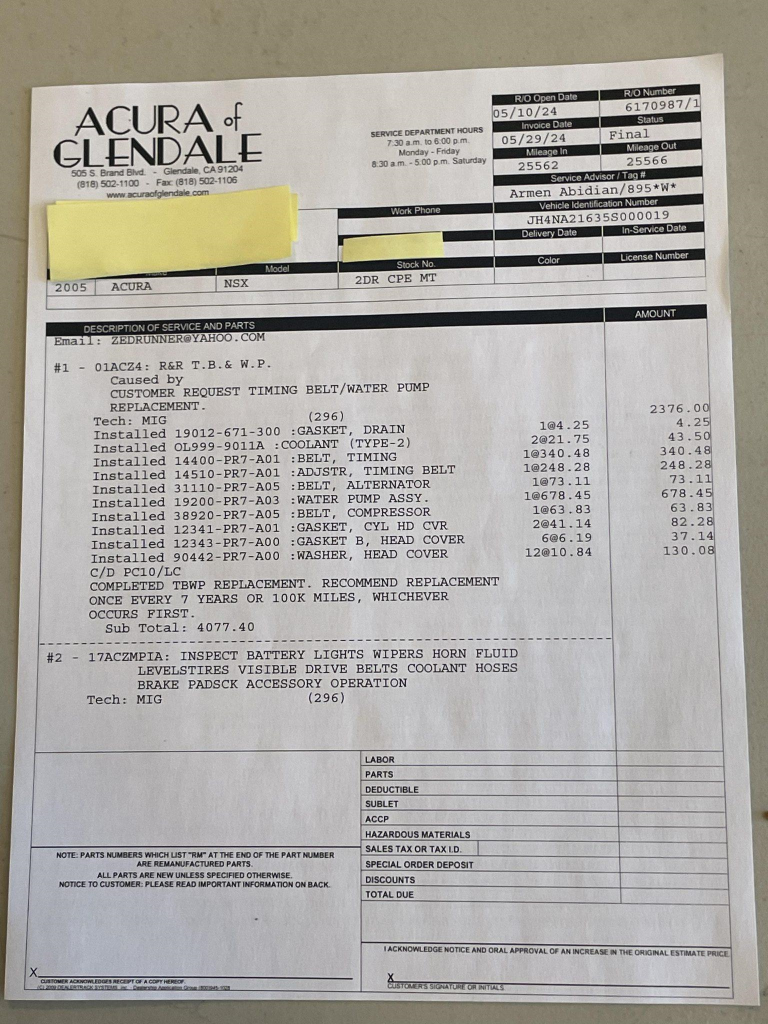 ACURA of
GLENDALE
505 S. Brand Blvd. - Glendale, CA 91204
(818) 502-1100 - Fax: (818) 502-1106
www.acuraofglendale.com
SERVICE DEPARTMENT HOURS
7:30 a.m. to 6:00 p.m.
Monday - Friday
8:30 a.m. - 5:00 p.m. Saturday
R/O Open Date R/O Number
05/10/24 6170987/1
Invoice Date Status
05/29/24 Final
Mileage In Mileage Out
25562 25566
Service Advisor / Tag #
Armen Abidian/895*W*
Work Phone Vehicle Identification Number
JH4NA21635S000019
Delivery Date In-Service Date
Model Stock No. Color License Number
2005 ACURA NSX 2DR CPE MT
DESCRIPTION OF SERVICE AND PARTS AMOUNT
Email: ZEDRUNNER@YAHOO.COM
#1 - 01ACZ4: R&R T.B.& W.P.
Caused by
CUSTOMER REQUEST TIMING BELT/WATER PUMP
REPLACEMENT.
Tech: MIG (296) 2376.00
Installed 19012-671-300 :GASKET, DRAIN 1@4.25 4.25
Installed OL999-9011A :COOLANT (TYPE-2) 2@21.75 43.50
Installed 14400-PR7-A01 :BELT, TIMING 1@340.48 340.48
Installed 14510-PR7-A01 :ADJSTR, TIMING BELT 1@248.28 248.28
Installed 31110-PR7-A05 :BELT, ALTERNATOR 1@73.11 73.11
Installed 19200-PR7-A03 :WATER PUMP ASSY. 1@678.45 678.45
Installed 38920-PR7-A05 :BELT, COMPRESSOR 1@63.83 63.83
Installed 12341-PR7-A01 :GASKET, CYL HD CVR 2@41.14 82.28
Installed 12343-PR7-A00 :GASKET B, HEAD COVER 6@6.19 37.14
Installed 90442-PR7-A00 :WASHER, HEAD COVER 12@10.84 130.08
C/D PC10/LC
COMPLETED TBWP REPLACEMENT. RECOMMEND REPLACEMENT
ONCE EVERY 7 YEARS OR 100K MILES, WHICHEVER
OCCURS FIRST.
Sub Total: 4077.40
#2 - 17ACZMPIA: INSPECT BATTERY LIGHTS WIPERS HORN FLUID
LEVELSTIRES VISIBLE DRIVE BELTS COOLANT HOSES
BRAKE PADSCK ACCESSORY OPERATION
Tech: MIG (296)
LABOR
PARTS
DEDUCTIBLE
SUBLET
ACCP
HAZARDOUS MATERIALS
SALES TAX OR TAX I.D.
SPECIAL ORDER DEPOSIT
DISCOUNTS
TOTAL DUE
NOTE: PARTS NUMBERS WHICH LIST "RM" AT THE END OF THE PART NUMBER
ARE REMANUFACTURED PARTS.
ALL PARTS ARE NEW UNLESS SPECIFIED OTHERWISE.
NOTICE TO CUSTOMER: PLEASE READ IMPORTANT INFORMATION ON BACK.
I ACKNOWLEDGE NOTICE AND ORAL APPROVAL OF AN INCREASE IN THE ORIGINAL ESTIMATE PRICE.
X
CUSTOMER ACKNOWLEDGES RECEIPT OF A COPY HEREOF.
X
CUSTOMER'S SIGNATURE OR INITIALS